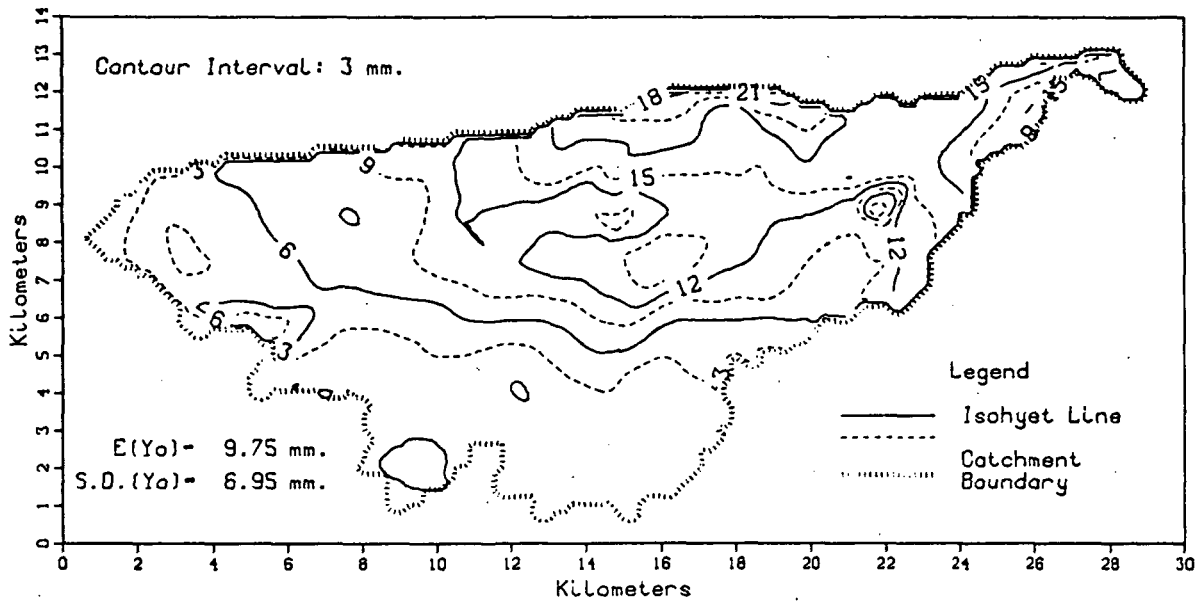 Contour Interval: 3 mm.
18
21
15
3
8
3
9
15
6
12
12
6
3
3
E(Yo)= 9.75 mm.
S.D.(Yo)= 6.95 mm.
Legend
Isohyet Line
Catchment
Boundary
Kilometers
0 1 2 3 4 5 6 7 8 9 10 11 12 13 14
0 2 4 6 8 10 12 14 16 18 20 22 24 26 28 30
Kilometers